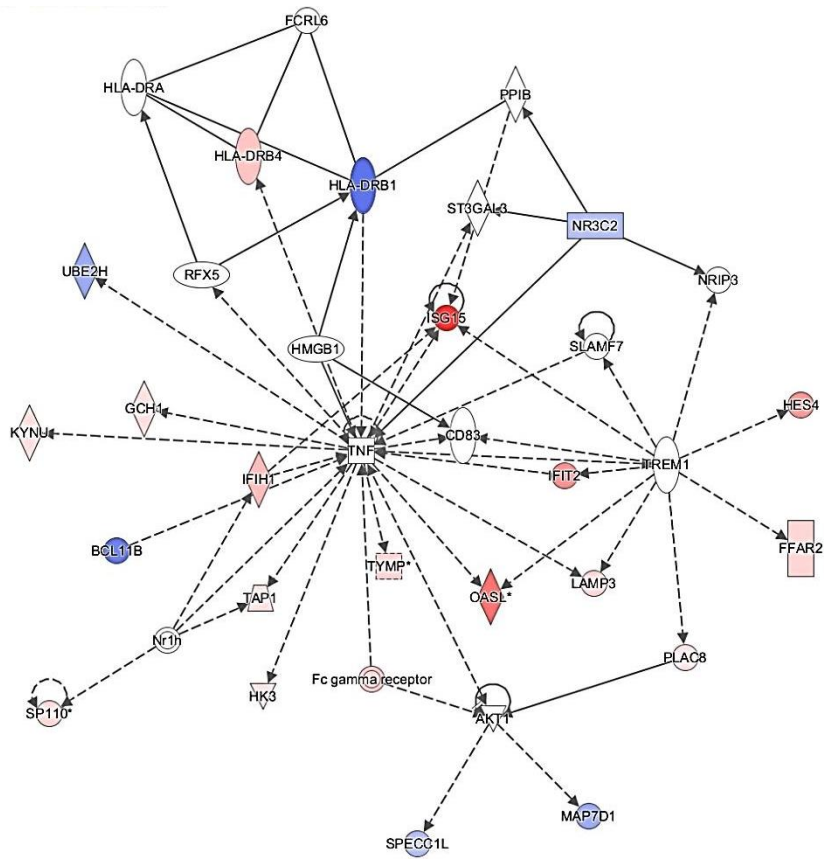 FCRL6
HLA-DRA
PPIB
HLA-DRB4
HLA-DRB1
ST3GAL3
NR3C2
UBE2H
RFX5
NRIP3
ISG15
HMGB1
SLAMF7
GCH1
HES4
KYNU
CD83
TNF
TREM1
IFIH1
IFIT2
BCL11B
FFAR2
TYMP*
TAP1
OASL*
LAMP3
Nr1h
PLAC8
Fc gamma receptor
HK3
SP110*
AKT1
MAP7D1
SPECC1L